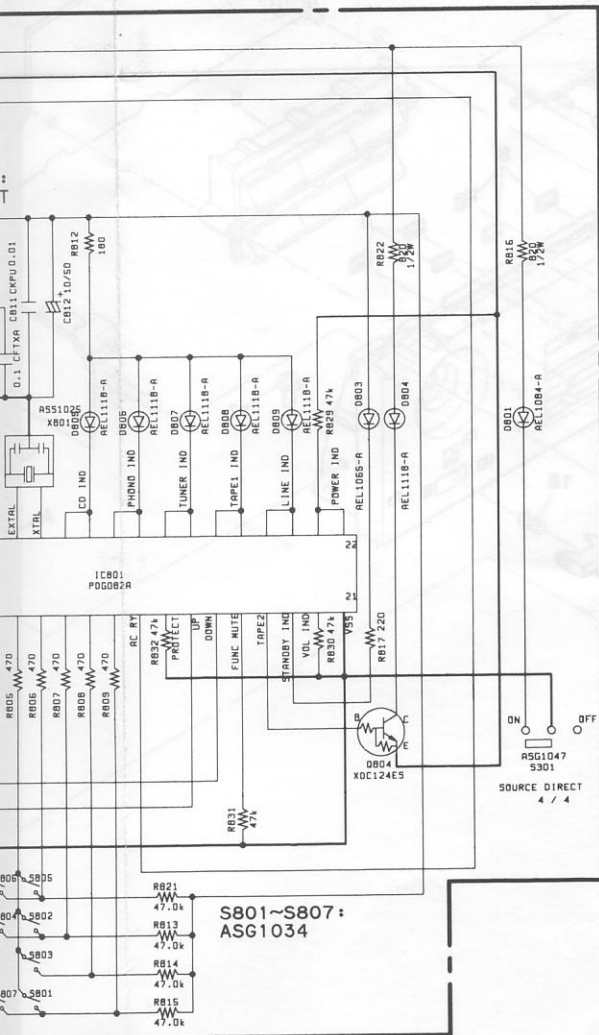 T
R812
180
CB11 CKPU 0.01
C812 10/50
0.1 CFTXA
R822
820
1/2W
R816
820
1/2W
ASS1025
X801
D805
AEL1118-A
D806
AEL1118-A
D807
AEL1118-A
D808
AEL1118-A
D809
AEL1118-A
R829 47k
D803
AEL1065-A
D804
AEL1118-A
D801
AEL1084-A
EXTAL
XTAL
CD IND
PHONO IND
TUNER IND
TAPE1 IND
LINE IND
POWER IND
22
IC801
PDG082A
21
AC RY
R832 47k
PROTECT
UP
DOWN
FUNC MUTE
TAPE2
STANDBY IND
VOL IND
R830 47k
VSS
R817 220
R805 470
R806 470
R807 470
R808 470
R809 470
B
C
E
Q804
XDC124ES
ON
OFF
ASG1047
S301
SOURCE DIRECT
4 / 4
R831
47k
806
S805
804
S802
S803
807
S801
R821
47.0k
R813
47.0k
R814
47.0k
R815
47.0k
S801~S807:
ASG1034